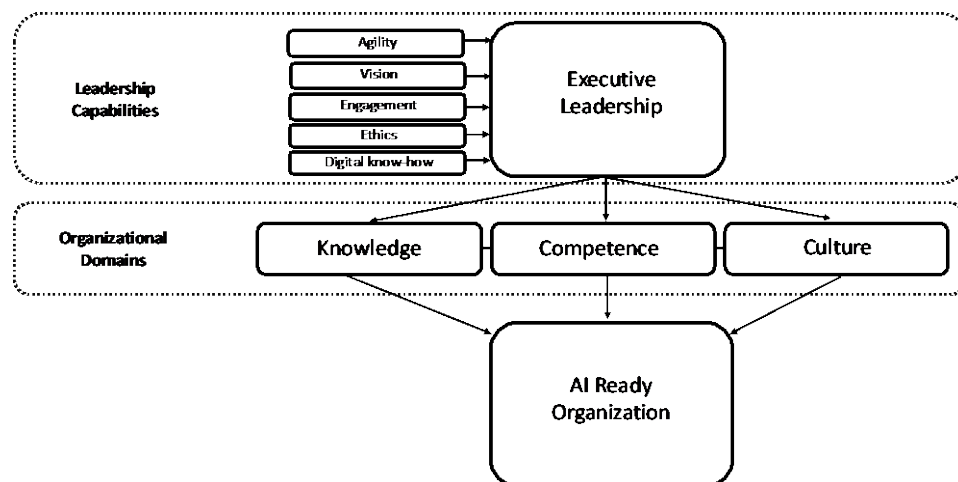 Leadership
Capabilities
Agility
Vision
Engagement
Ethics
Digital know-how
Executive
Leadership
Organizational
Domains
Knowledge
Competence
Culture
AI Ready
Organization